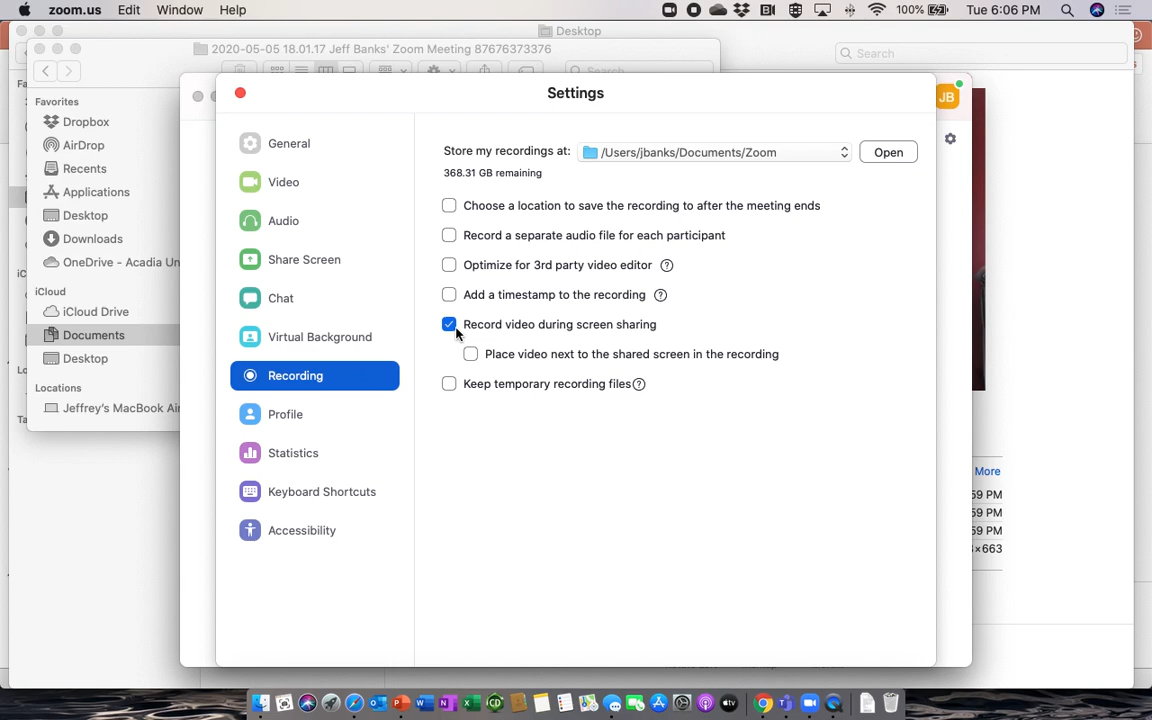 zoom.us Edit Window Help 100% Tue 6:06 PM
Desktop
2020-05-05 18.01.17 Jeff Banks' Zoom Meeting 87676373376
Search
Search
Settings
JB
Favorites
Dropbox
AirDrop
Recents
Applications
Desktop
Downloads
OneDrive - Acadia Un
iCloud
iCloud Drive
Documents
Desktop
Locations
Jeffrey's MacBook Air
General
Video
Audio
Share Screen
Chat
Virtual Background
Recording
Profile
Statistics
Keyboard Shortcuts
Accessibility
Store my recordings at: /Users/jbanks/Documents/Zoom Open
368.31 GB remaining
Choose a location to save the recording to after the meeting ends
Record a separate audio file for each participant
Optimize for 3rd party video editor ?
Add a timestamp to the recording ?
Record video during screen sharing
Place video next to the shared screen in the recording
Keep temporary recording files ?
More
59 PM
59 PM
59 PM
×663